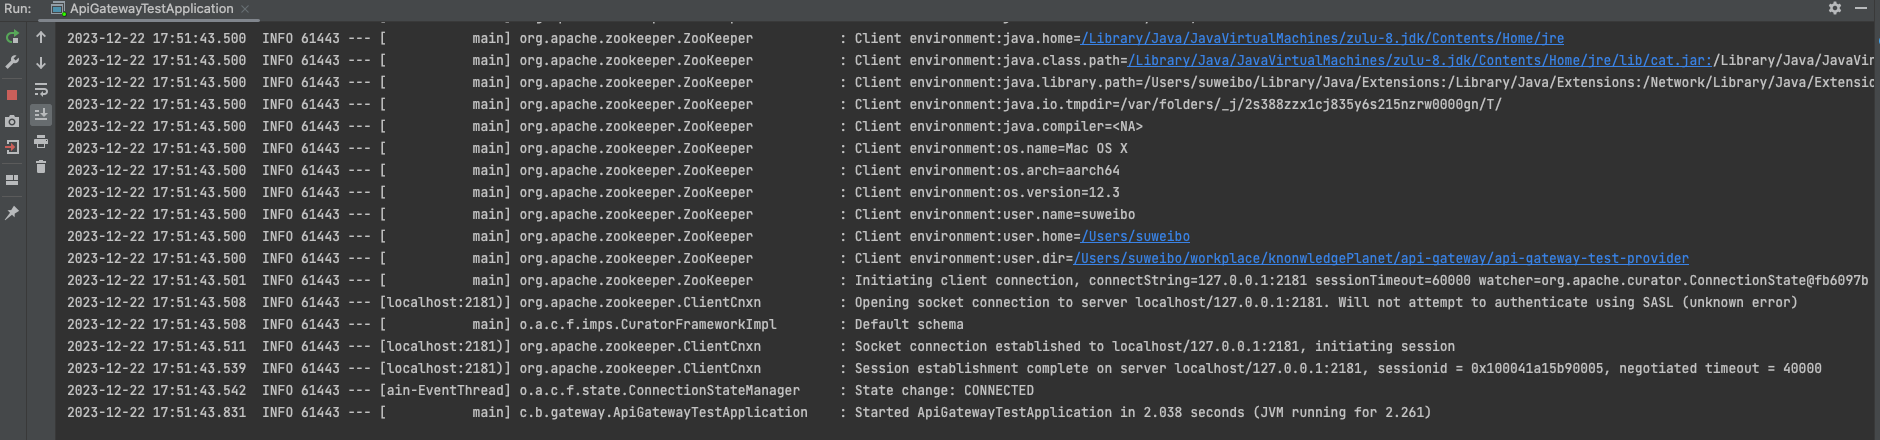 Run: ApiGatewayTestApplication ×
2023-12-22 17:51:43.500  INFO 61443 --- [           main] org.apache.zookeeper.ZooKeeper           : Client environment:java.home=/Library/Java/JavaVirtualMachines/zulu-8.jdk/Contents/Home/jre
2023-12-22 17:51:43.500  INFO 61443 --- [           main] org.apache.zookeeper.ZooKeeper           : Client environment:java.class.path=/Library/Java/JavaVirtualMachines/zulu-8.jdk/Contents/Home/jre/lib/cat.jar:/Library/Java/JavaVir
2023-12-22 17:51:43.500  INFO 61443 --- [           main] org.apache.zookeeper.ZooKeeper           : Client environment:java.library.path=/Users/suweibo/Library/Java/Extensions:/Library/Java/Extensions:/Network/Library/Java/Extensio
2023-12-22 17:51:43.500  INFO 61443 --- [           main] org.apache.zookeeper.ZooKeeper           : Client environment:java.io.tmpdir=/var/folders/_j/2s388zzx1cj835y6s215nzrw0000gn/T/
2023-12-22 17:51:43.500  INFO 61443 --- [           main] org.apache.zookeeper.ZooKeeper           : Client environment:java.compiler=<NA>
2023-12-22 17:51:43.500  INFO 61443 --- [           main] org.apache.zookeeper.ZooKeeper           : Client environment:os.name=Mac OS X
2023-12-22 17:51:43.500  INFO 61443 --- [           main] org.apache.zookeeper.ZooKeeper           : Client environment:os.arch=aarch64
2023-12-22 17:51:43.500  INFO 61443 --- [           main] org.apache.zookeeper.ZooKeeper           : Client environment:os.version=12.3
2023-12-22 17:51:43.500  INFO 61443 --- [           main] org.apache.zookeeper.ZooKeeper           : Client environment:user.name=suweibo
2023-12-22 17:51:43.500  INFO 61443 --- [           main] org.apache.zookeeper.ZooKeeper           : Client environment:user.home=/Users/suweibo
2023-12-22 17:51:43.500  INFO 61443 --- [           main] org.apache.zookeeper.ZooKeeper           : Client environment:user.dir=/Users/suweibo/workplace/knonwledgePlanet/api-gateway/api-gateway-test-provider
2023-12-22 17:51:43.501  INFO 61443 --- [           main] org.apache.zookeeper.ZooKeeper           : Initiating client connection, connectString=127.0.0.1:2181 sessionTimeout=60000 watcher=org.apache.curator.ConnectionState@fb6097b
2023-12-22 17:51:43.508  INFO 61443 --- [localhost:2181)] org.apache.zookeeper.ClientCnxn          : Opening socket connection to server localhost/127.0.0.1:2181. Will not attempt to authenticate using SASL (unknown error)
2023-12-22 17:51:43.508  INFO 61443 --- [           main] o.a.c.f.imps.CuratorFrameworkImpl        : Default schema
2023-12-22 17:51:43.511  INFO 61443 --- [localhost:2181)] org.apache.zookeeper.ClientCnxn          : Socket connection established to localhost/127.0.0.1:2181, initiating session
2023-12-22 17:51:43.539  INFO 61443 --- [localhost:2181)] org.apache.zookeeper.ClientCnxn          : Session establishment complete on server localhost/127.0.0.1:2181, sessionid = 0x100041a15b90005, negotiated timeout = 40000
2023-12-22 17:51:43.542  INFO 61443 --- [ain-EventThread] o.a.c.f.state.ConnectionStateManager     : State change: CONNECTED
2023-12-22 17:51:43.831  INFO 61443 --- [           main] c.b.gateway.ApiGatewayTestApplication    : Started ApiGatewayTestApplication in 2.038 seconds (JVM running for 2.261)